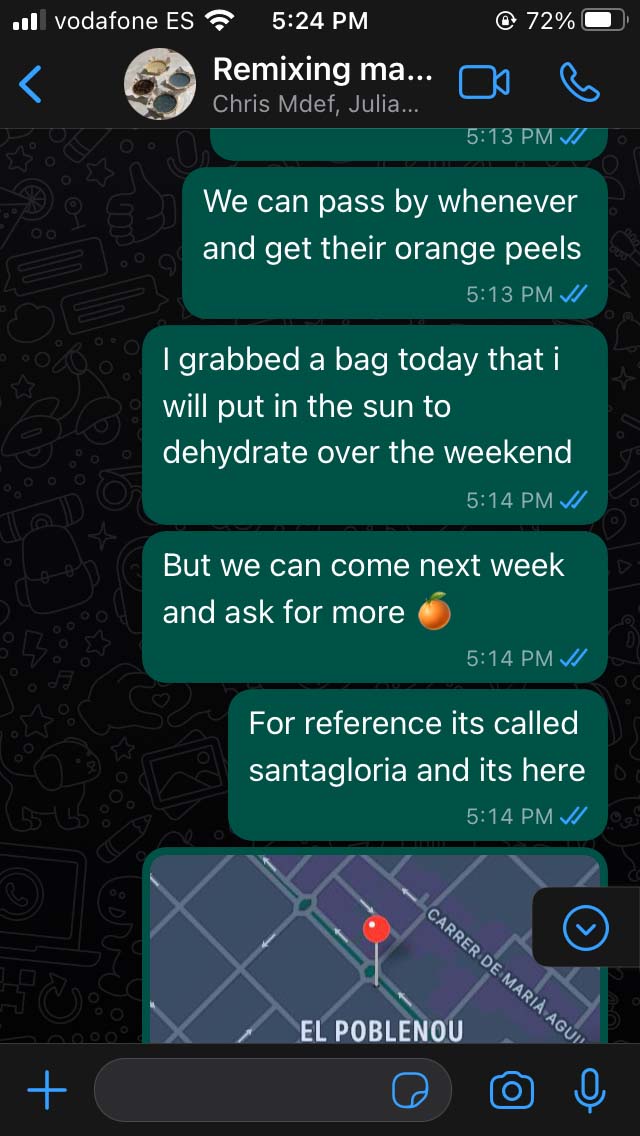 vodafone ES 5:24 PM 72%
Remixing ma...
Chris Mdef, Julia...
5:13 PM
We can pass by whenever
and get their orange peels
5:13 PM
I grabbed a bag today that i
will put in the sun to
dehydrate over the weekend
5:14 PM
But we can come next week
and ask for more 🍊
5:14 PM
For reference its called
santagloria and its here
5:14 PM
CARRER DE MARIÀ AGUI
EL POBLENOU